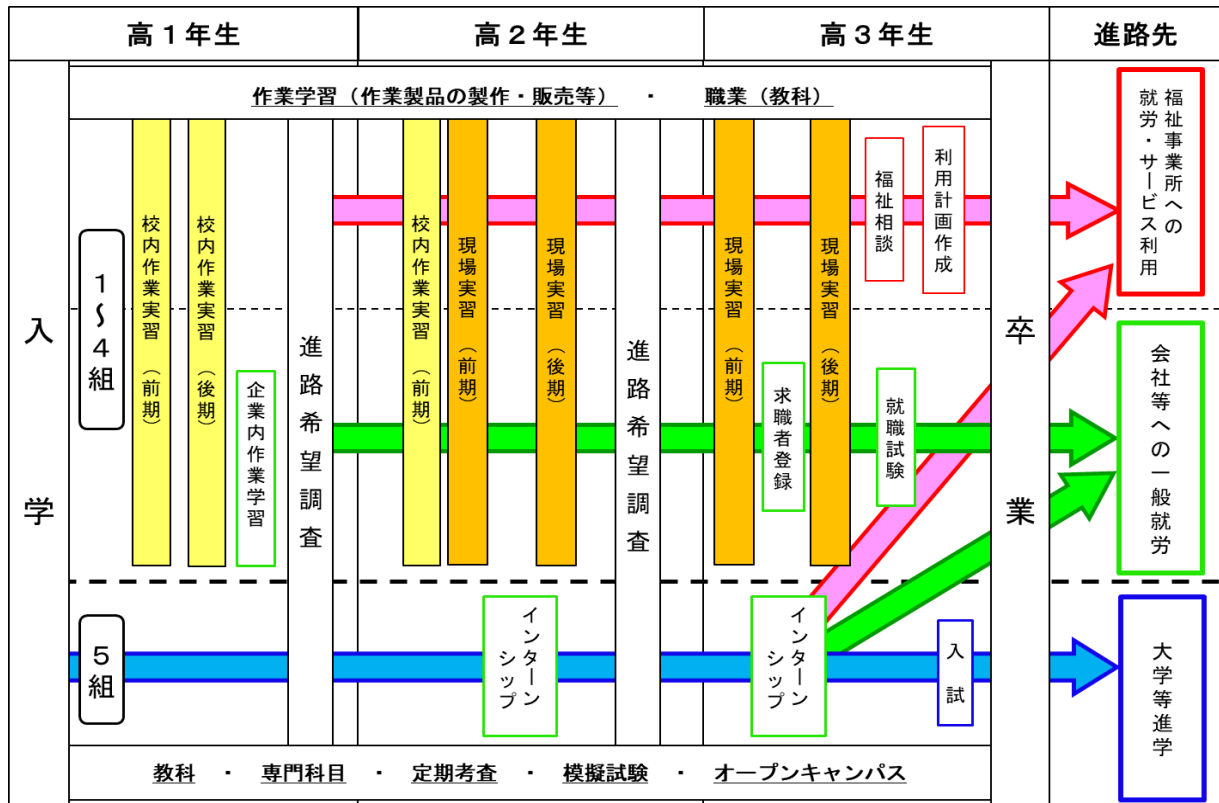 高１年生
高２年生
高３年生
進路先
入学
作業学習（作業製品の製作・販売等）　・　職業（教科）
１～４組
校内作業実習（前期）
校内作業実習（後期）
企業内作業学習
進路希望調査
校内作業実習（前期）
現場実習（前期）
現場実習（後期）
進路希望調査
現場実習（前期）
求職者登録
現場実習（後期）
福祉相談
利用計画作成
就職試験
５組
インターン
シップ
インターン
シップ
入試
教科　・　専門科目　・　定期考査　・　模擬試験　・　オープンキャンパス
卒業
福祉事業所への
就労・サービス利用
会社等への一般就労
大学等進学